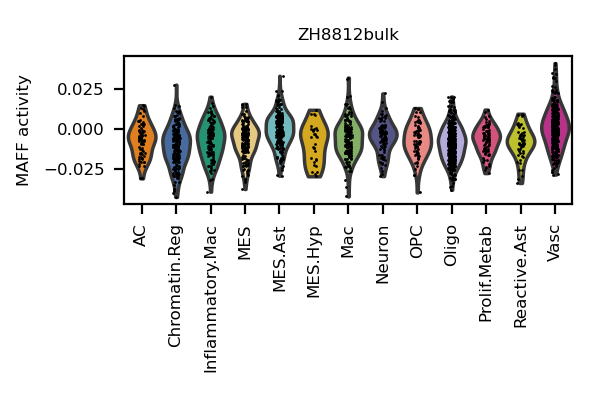 ZH8812bulk
MAFF activity
0.025
0.000
−0.025
AC
Chromatin.Reg
Inflammatory.Mac
MES
MES.Ast
MES.Hyp
Mac
Neuron
OPC
Oligo
Prolif.Metab
Reactive.Ast
Vasc